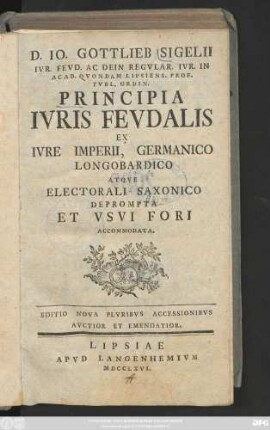 D. IO. GOTTLIEB SIGELII
IVR. FEVD. AC DEIN REGVLAR. IVR. IN
ACAD. QVONDAM LIPSIENS. PROF.
PVBL. ORDIN.
PRINCIPIA
IVRIS FEVDALIS
EX
IVRE IMPERII, GERMANICO
LONGOBARDICO
ATQVE
ELECTORALI SAXONICO
DEPROMPTA
ET VSVI FORI
ACCOMMODATA.
EDITIO NOVA PLVRIBVS ACCESSIONIBVS
AVCTIOR ET EMENDATIOR.
LIPSIAE
APVD LANGENHEMIVM
MDCCLXVI.